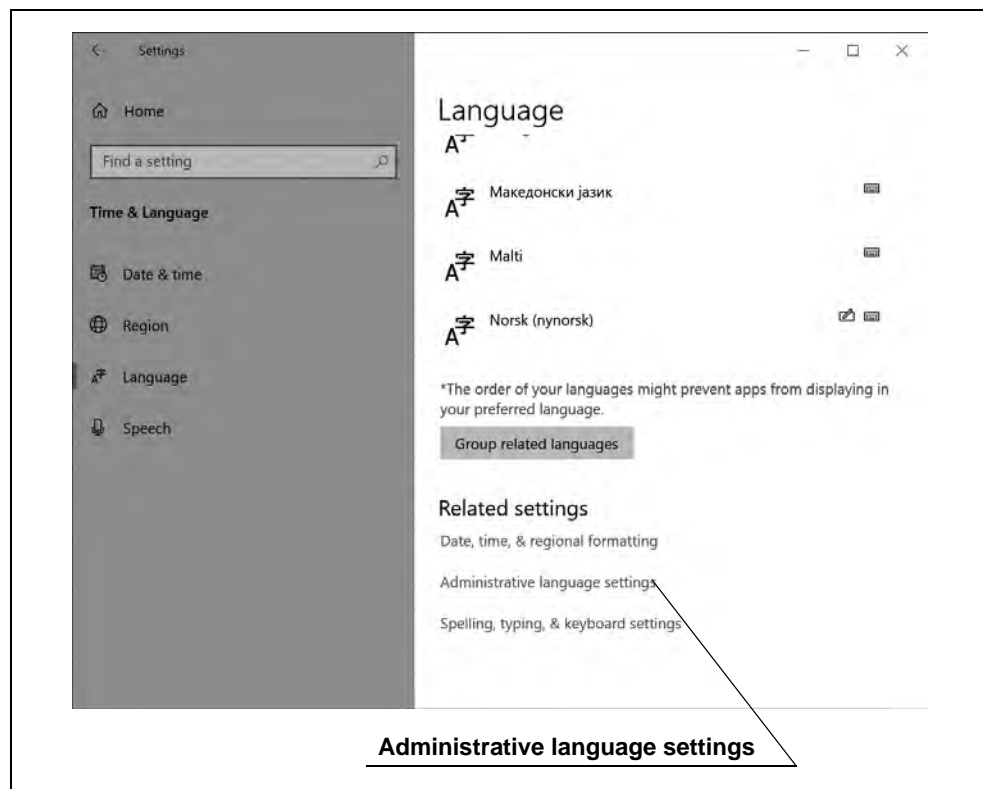 Settings
Home
Find a setting
Time & Language
Date & time
Region
Language
Speech
Language
Македонски јазик
Malti
Norsk (nynorsk)
*The order of your languages might prevent apps from displaying in
your preferred language.
Group related languages
Related settings
Date, time, & regional formatting
Administrative language settings
Spelling, typing, & keyboard settings
Administrative language settings